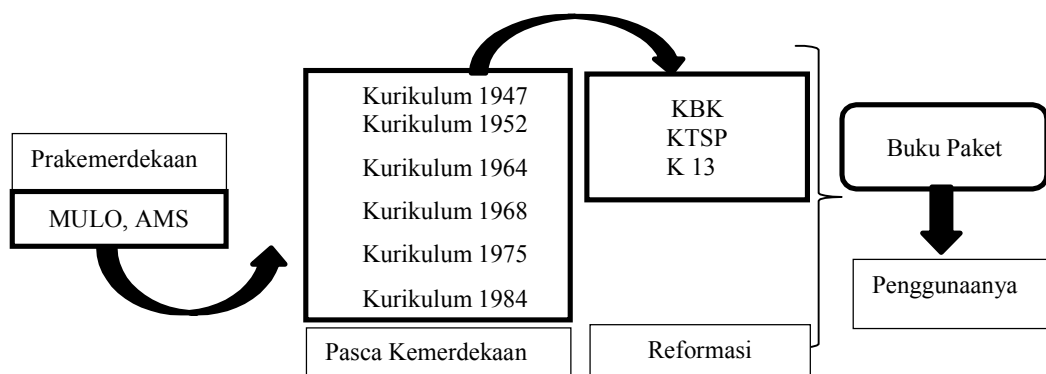 Prakemerdekaan
MULO, AMS
Kurikulum 1947
Kurikulum 1952
Kurikulum 1964
Kurikulum 1968
Kurikulum 1975
Kurikulum 1984
Pasca Kemerdekaan
KBK
KTSP
K 13
Reformasi
Buku Paket
Penggunaanya